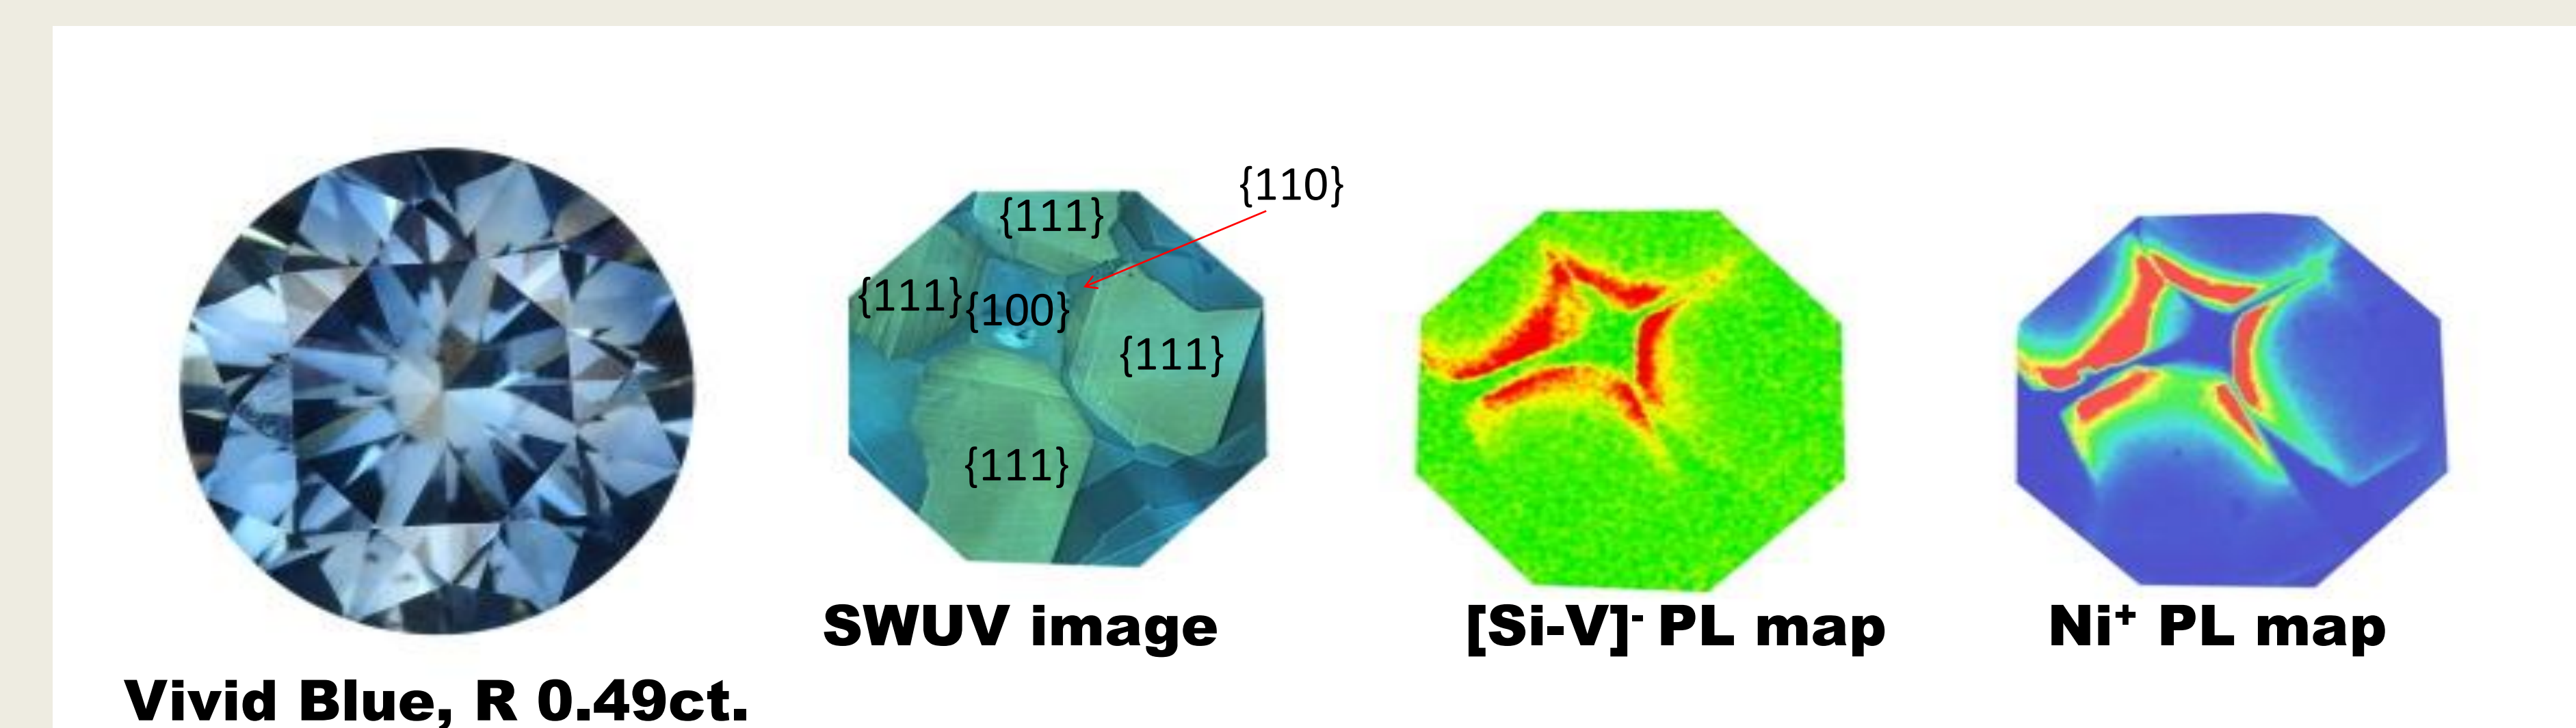 {110}
{111}
{111}
{100}
{111}
{111}
SWUV image
[Si-V]⁻ PL map
Ni⁺ PL map
Vivid Blue, R 0.49ct.